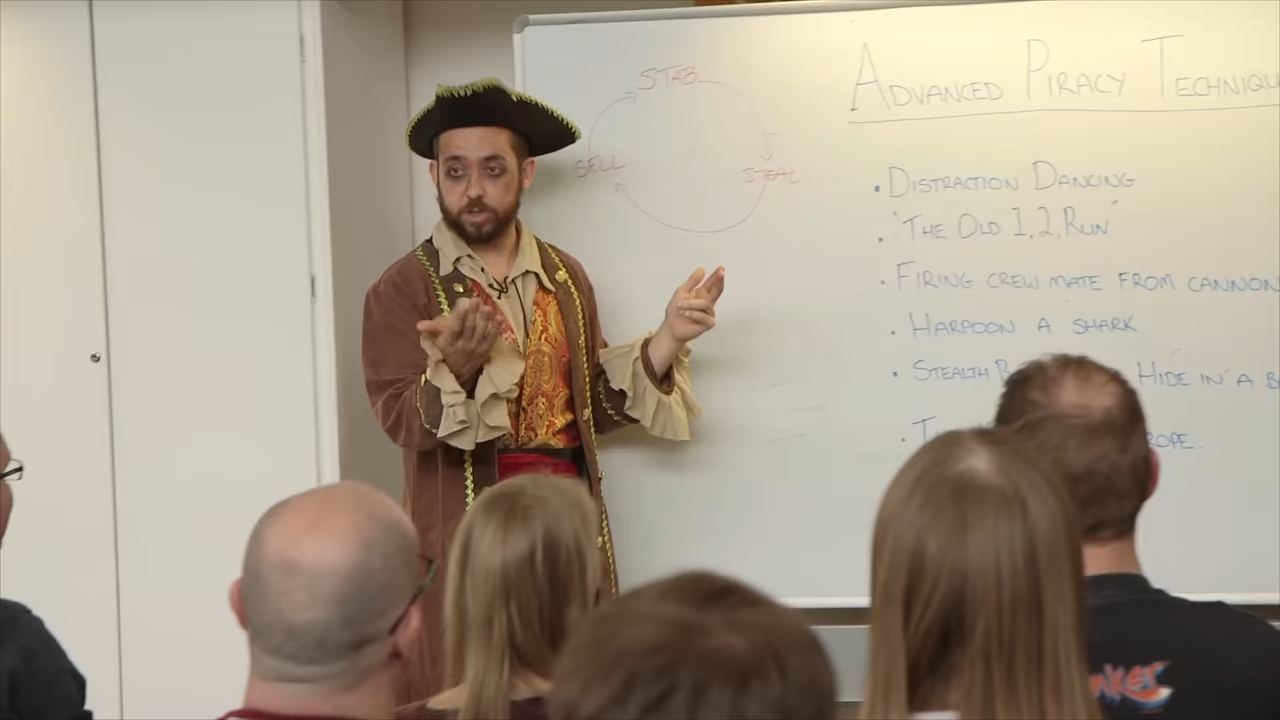 STAB
SELL
STEAL
ADVANCED PIRACY
• DISTRACTION DANCING
• "THE OLD 1, 2, RUN"
• FIRING CREW MATE FROM CANNON
• HARPOON A SHARK
• STEALTH HIDE IN A
• ROPE.